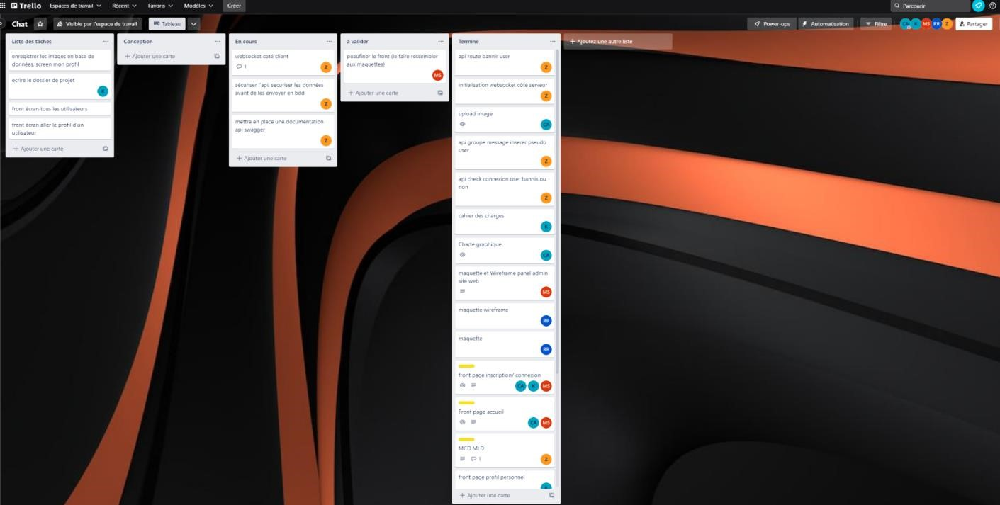 Trello Espaces de travail Récent Favoris Modèles Créer Parcourir
Chat Visible par l'espace de travail Tableau Power-ups Automatisation Filtre CA K MS RR Z Partager
Liste des tâches
enregistrer les images en base de
données, screen mon profil
ecrire le dossier de projet
K
front écran tous les utilisateurs
front écran aller le profil d'un
utilisateur
+ Ajouter une carte
Conception
+ Ajouter une carte
En cours
websocket coté client
1
Z
sécuriser l'api, securiser les données
avant de les envoyer en bdd
Z
mettre en place une documentation
api swagger
Z
+ Ajouter une carte
à valider
peaufiner le front (le faire ressembler
aux maquettes)
MS
+ Ajouter une carte
Terminé
api route bannir user
Z
initialisation websocket côté serveur
Z
upload image
CA
api groupe message inserer pseudo
user
Z
api check connexion user bannis ou
non
Z
cahier des charges
K
Charte graphique
CA
maquette et Wireframe panel admin
site web
MS
maquette wireframe
RR
maquette
RR
front page inscription/ connexion
CA K MS
Front page accueil
CA MS
MCD MLD
1
Z
front page profil personnel
+ Ajouter une carte
+ Ajoutez une autre liste